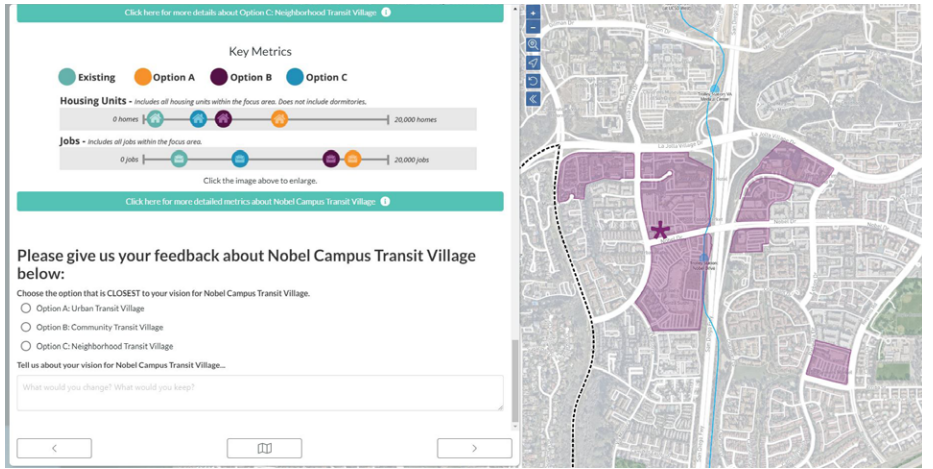 Click here for more details about Option C: Neighborhood Transit Village
Key Metrics
Existing
Option A
Option B
Option C
Housing Units - includes all housing units within the focus area. Does not include dormitories.
0 homes
20,000 homes
Jobs - includes all jobs within the focus area.
0 jobs
20,000 jobs
Click the image above to enlarge.
Click here for more detailed metrics about Nobel Campus Transit Village
Please give us your feedback about Nobel Campus Transit Village
below:
Choose the option that is CLOSEST to your vision for Nobel Campus Transit Village.
Option A: Urban Transit Village
Option B: Community Transit Village
Option C: Neighborhood Transit Village
Tell us about your vision for Nobel Campus Transit Village...
What would you change? What would you keep?
La Jolla Village